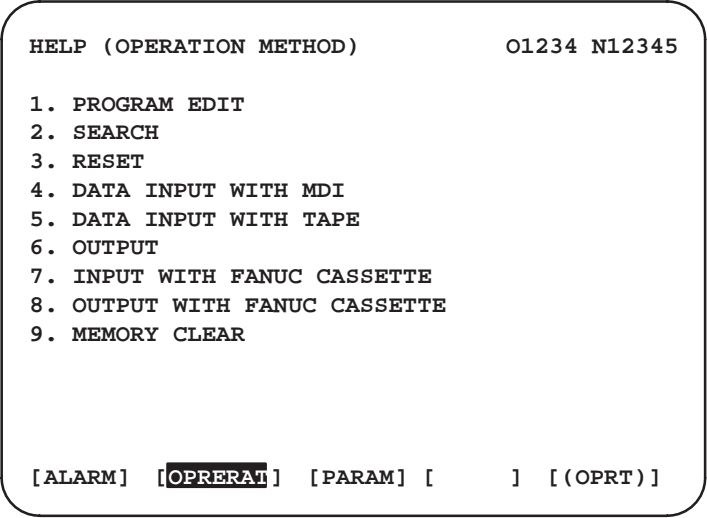 HELP (OPERATION METHOD) O1234 N12345
1. PROGRAM EDIT
2. SEARCH
3. RESET
4. DATA INPUT WITH MDI
5. DATA INPUT WITH TAPE
6. OUTPUT
7. INPUT WITH FANUC CASSETTE
8. OUTPUT WITH FANUC CASSETTE
9. MEMORY CLEAR
[ALARM] [OPRERAT] [PARAM] [ ] [(OPRT)]